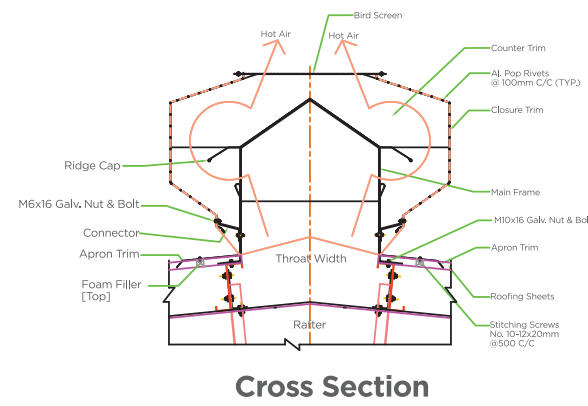 Bird Screen
Hot Air
Hot Air
Counter Trim
Al. Pop Rivets
@ 100mm C/C (TYP.)
Closure Trim
Ridge Cap
Main Frame
M6x16 Galv. Nut & Bolt
M10x16 Galv. Nut & Bolt
Connector
Apron Trim
Throat Width
Apron Trim
Foam Filler
[Top]
Roofing Sheets
Rafter
Stitching Screws
No. 10-12x20mm
@500 C/C
Cross Section